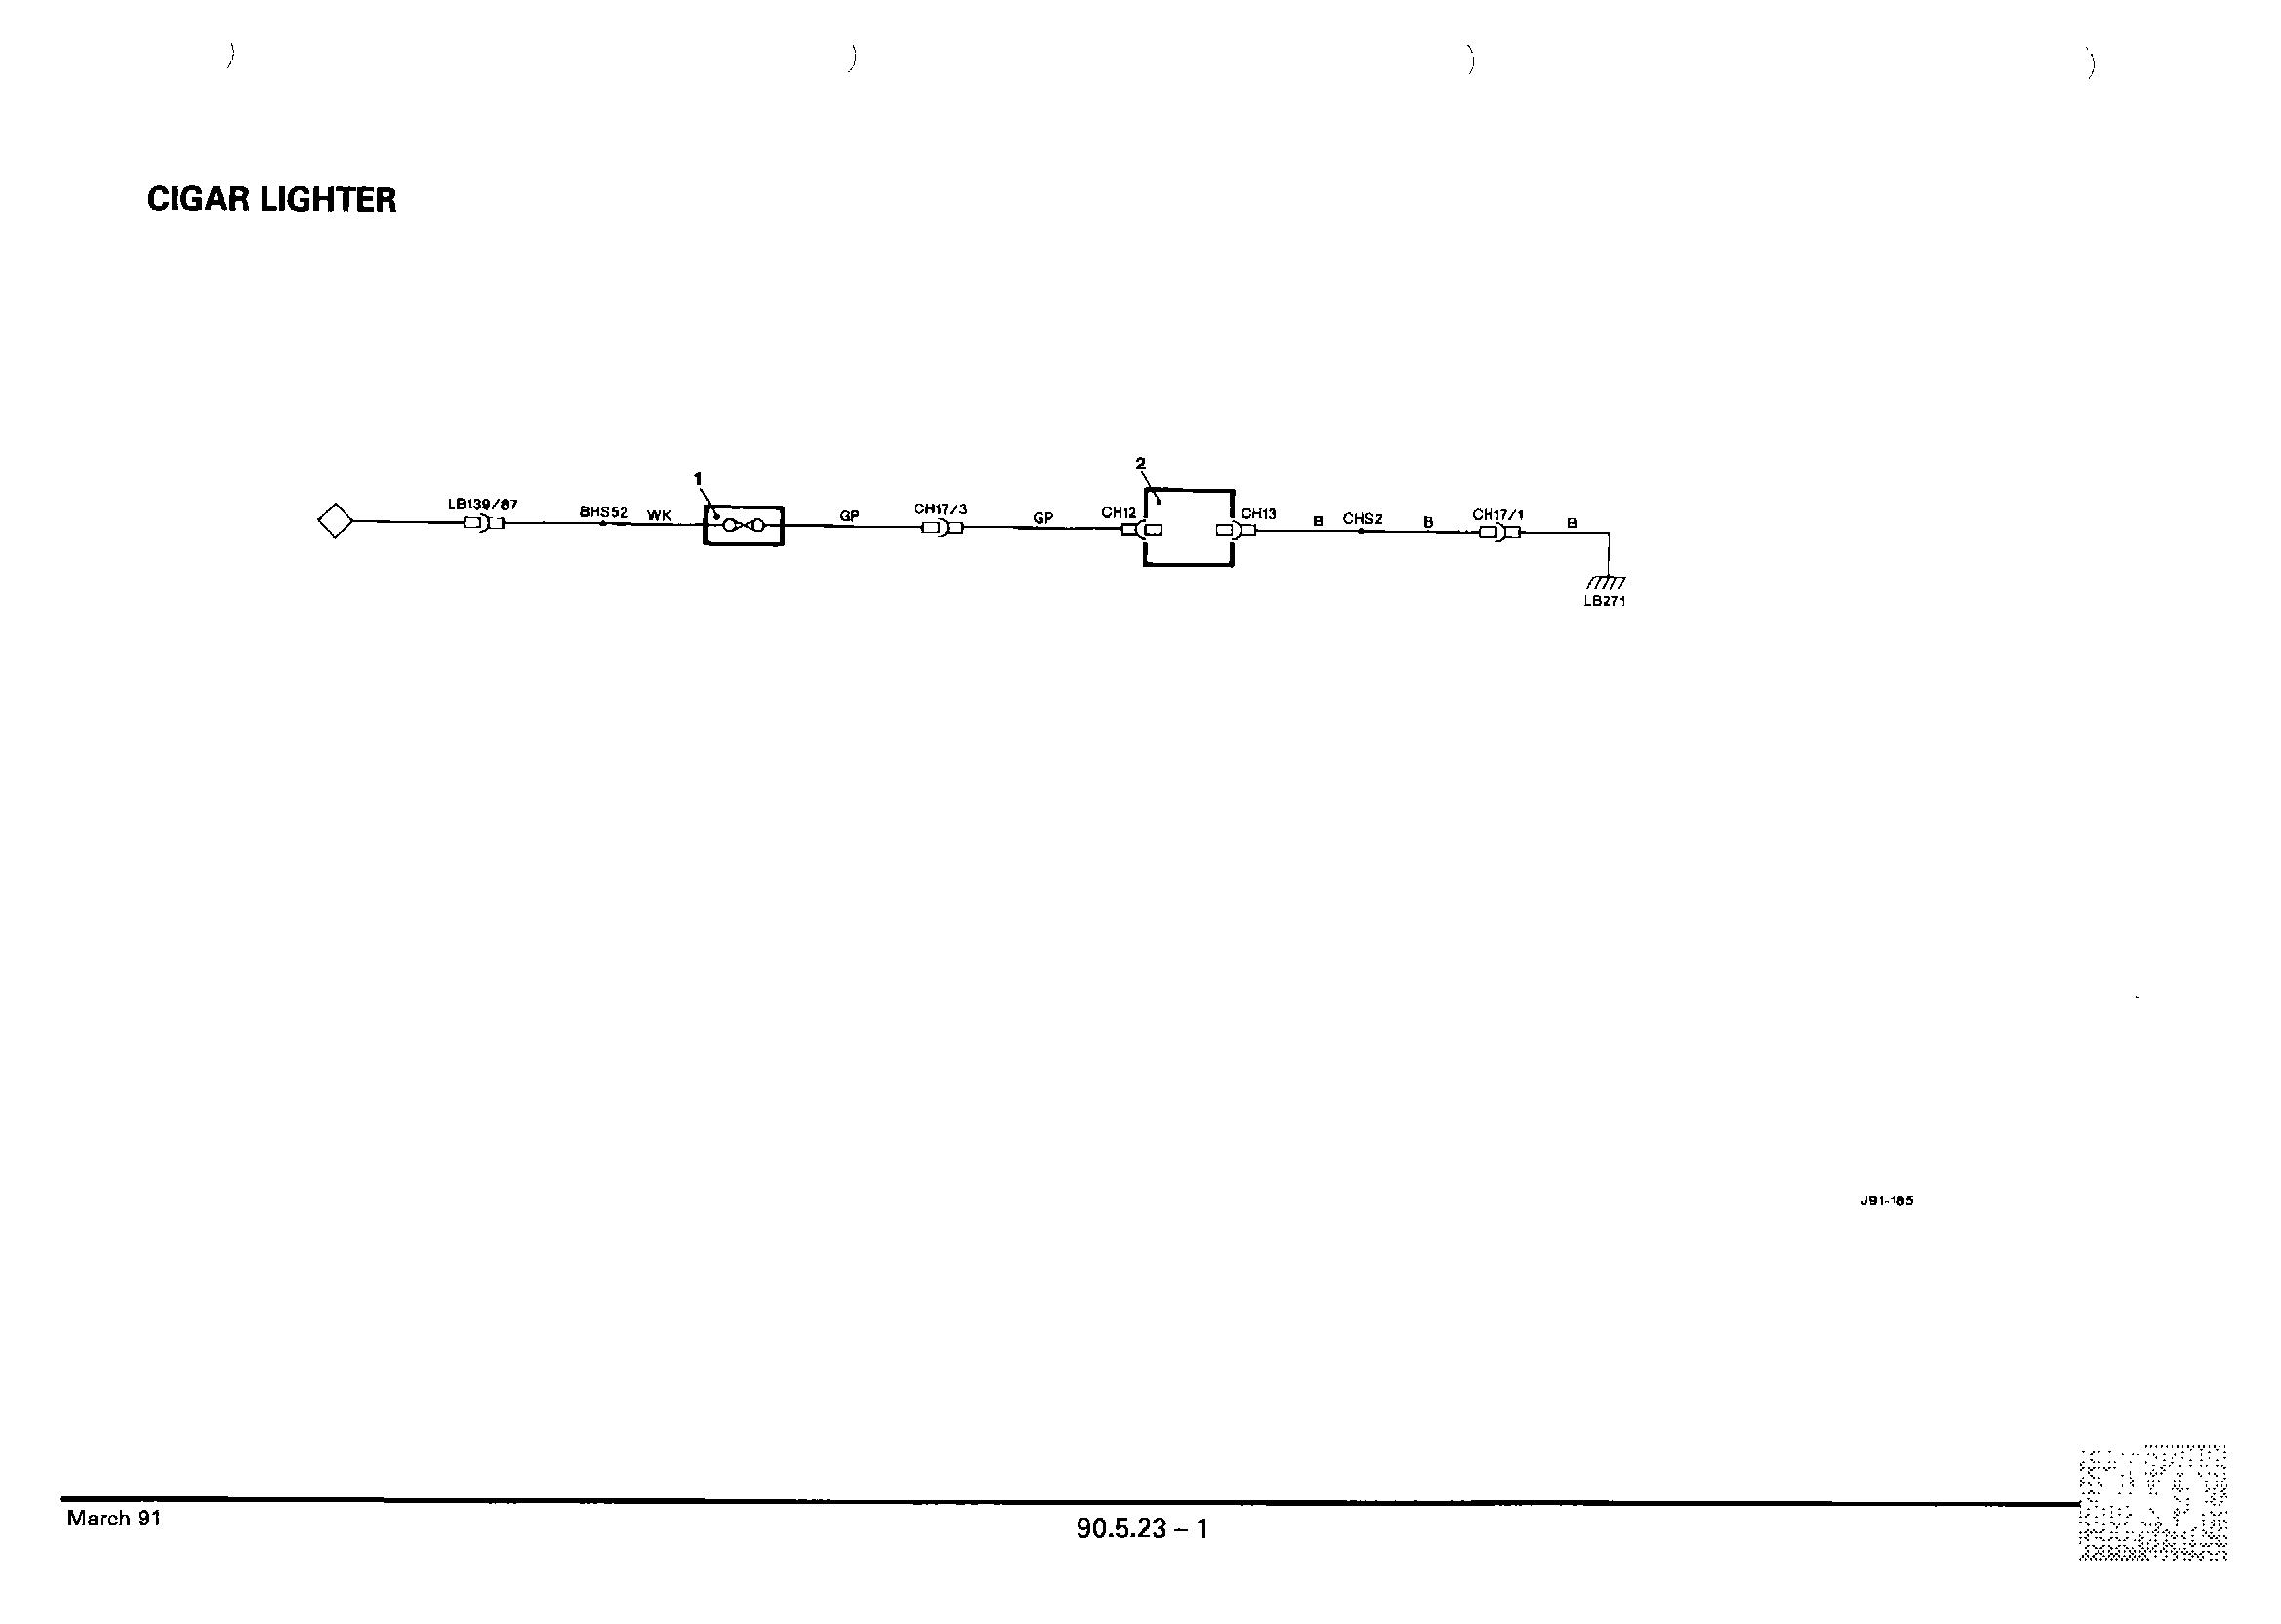 CIGAR LIGHTER
1
2
LB139/87
BHS52
WK
GP
CH17/3
GP
CH12
CH13
B
CHS2
B
CH17/1
B
LB271
J91-185
March 91
90.5.23 – 1